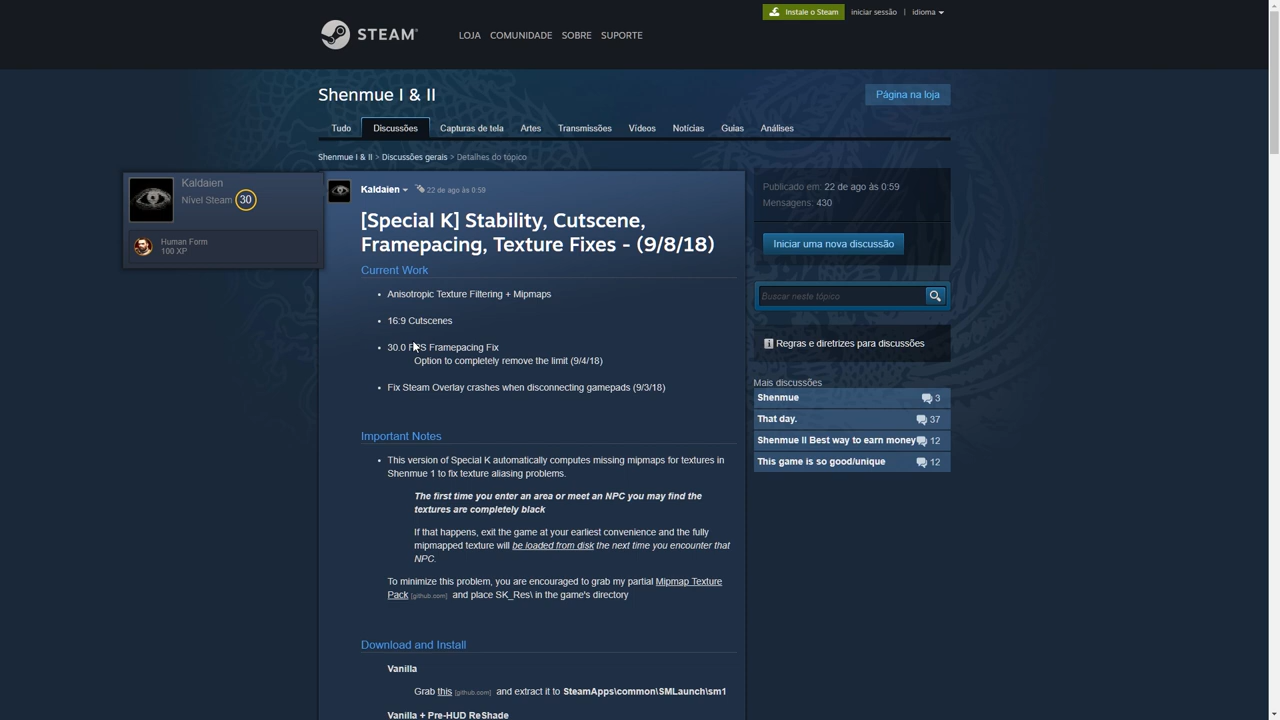 Instale o Steam
iniciar sessão | idioma
STEAM®
LOJA COMUNIDADE SOBRE SUPORTE
Shenmue I & II
Página na loja
Tudo Discussões Capturas de tela Artes Transmissões Vídeos Notícias Guias Análises
Shenmue I & II > Discussões gerais > Detalhes do tópico
Kaldaien
Nível Steam 30
Human Form
100 XP
Kaldaien 22 de ago às 0:59
[Special K] Stability, Cutscene,
Framepacing, Texture Fixes - (9/8/18)
Current Work
• Anisotropic Texture Filtering + Mipmaps
• 16:9 Cutscenes
• 30.0 FPS Framepacing Fix
Option to completely remove the limit (9/4/18)
• Fix Steam Overlay crashes when disconnecting gamepads (9/3/18)
Important Notes
• This version of Special K automatically computes missing mipmaps for textures in
Shenmue 1 to fix texture aliasing problems.
The first time you enter an area or meet an NPC you may find the
textures are completely black
If that happens, exit the game at your earliest convenience and the fully
mipmapped texture will be loaded from disk the next time you encounter that
NPC.
To minimize this problem, you are encouraged to grab my partial Mipmap Texture
Pack [github.com] and place SK_Res\ in the game's directory
Download and Install
Vanilla
Grab this [github.com] and extract it to SteamApps\common\SMLaunch\sm1
Vanilla + Pre-HUD ReShade
Publicado em: 22 de ago às 0:59
Mensagens: 430
Iniciar uma nova discussão
Buscar neste tópico
Regras e diretrizes para discussões
Mais discussões
Shenmue 3
That day. 37
Shenmue II Best way to earn money 12
This game is so good/unique 12